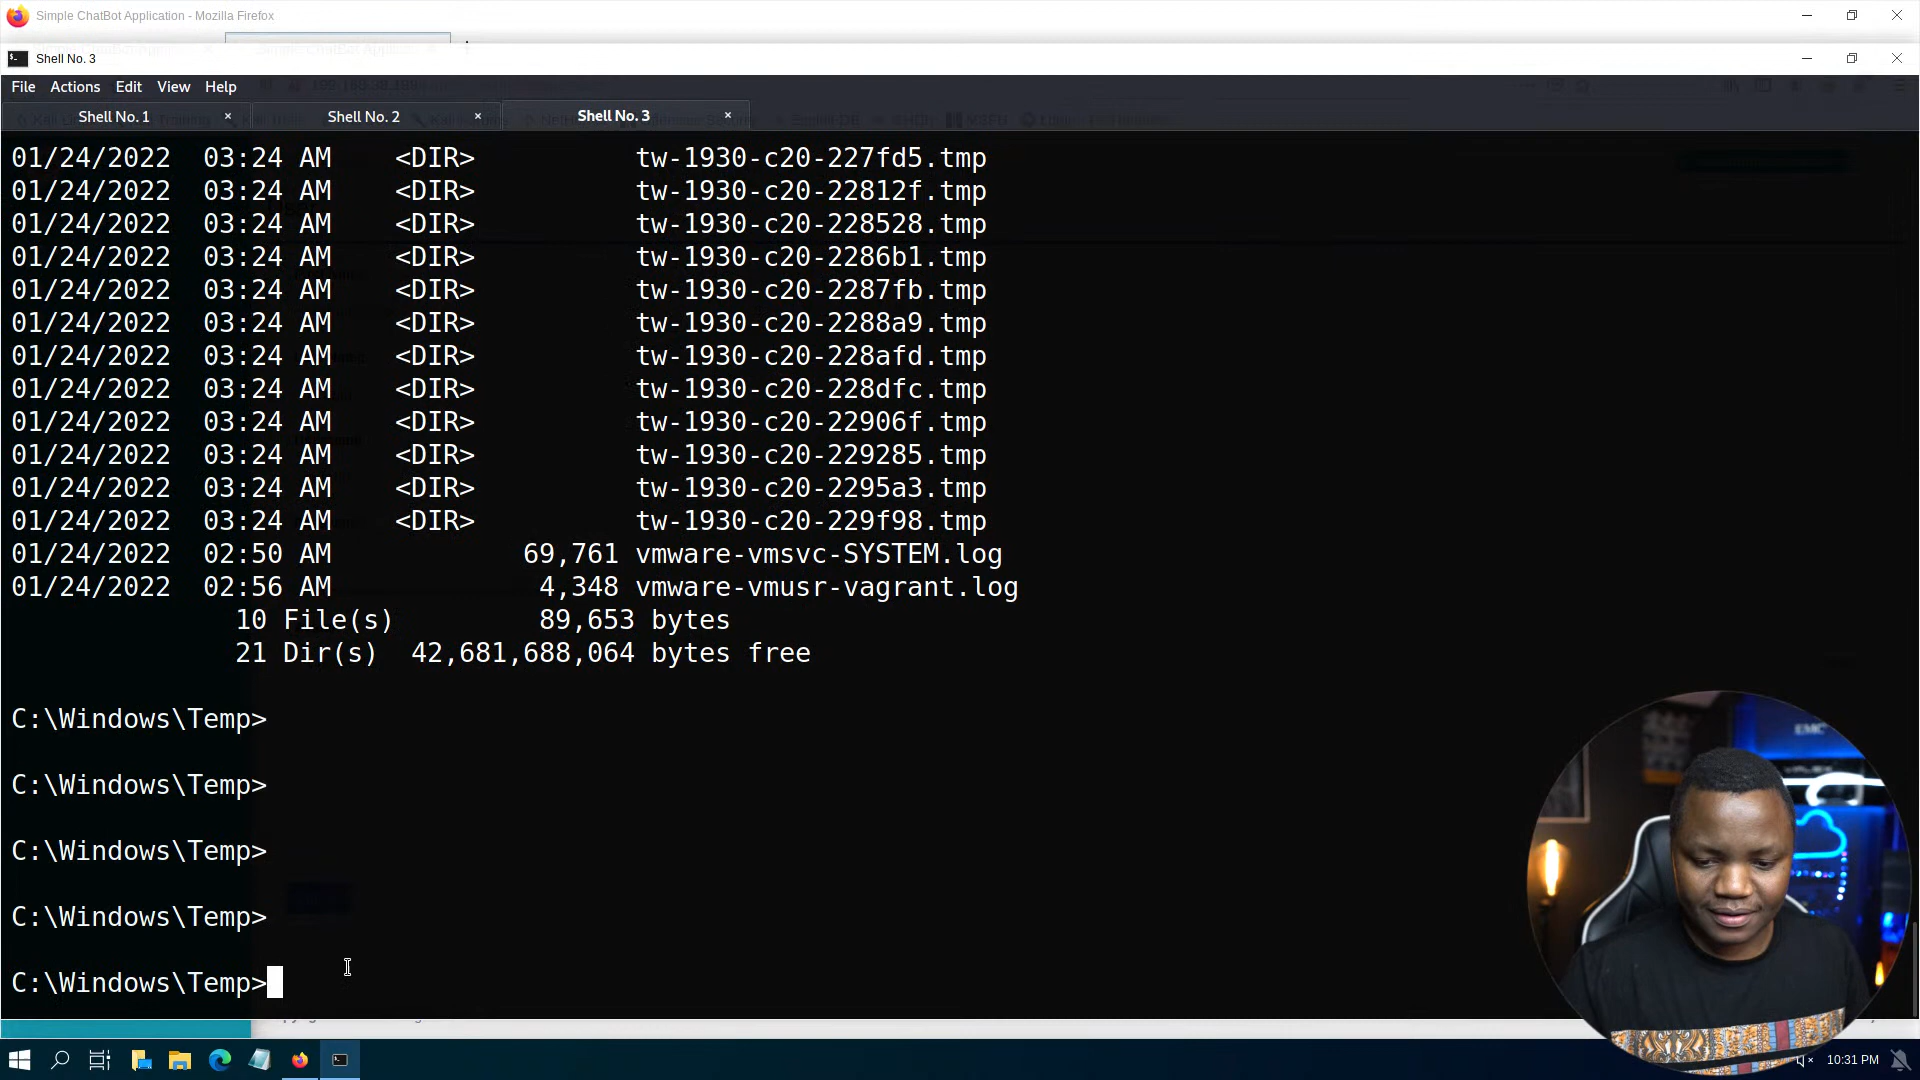 Simple ChatBot Application - Mozilla Firefox
Shell No. 3
File Actions Edit View Help
Shell No. 1 × Shell No. 2 × Shell No. 3 ×
01/24/2022 03:24 AM <DIR> tw-1930-c20-227fd5.tmp
01/24/2022 03:24 AM <DIR> tw-1930-c20-22812f.tmp
01/24/2022 03:24 AM <DIR> tw-1930-c20-228528.tmp
01/24/2022 03:24 AM <DIR> tw-1930-c20-2286b1.tmp
01/24/2022 03:24 AM <DIR> tw-1930-c20-2287fb.tmp
01/24/2022 03:24 AM <DIR> tw-1930-c20-2288a9.tmp
01/24/2022 03:24 AM <DIR> tw-1930-c20-228afd.tmp
01/24/2022 03:24 AM <DIR> tw-1930-c20-228dfc.tmp
01/24/2022 03:24 AM <DIR> tw-1930-c20-22906f.tmp
01/24/2022 03:24 AM <DIR> tw-1930-c20-229285.tmp
01/24/2022 03:24 AM <DIR> tw-1930-c20-2295a3.tmp
01/24/2022 03:24 AM <DIR> tw-1930-c20-229f98.tmp
01/24/2022 02:50 AM 69,761 vmware-vmsvc-SYSTEM.log
01/24/2022 02:56 AM 4,348 vmware-vmusr-vagrant.log
10 File(s) 89,653 bytes
21 Dir(s) 42,681,688,064 bytes free
C:\Windows\Temp>
C:\Windows\Temp>
C:\Windows\Temp>
C:\Windows\Temp>
C:\Windows\Temp>
EMC
10:31 PM